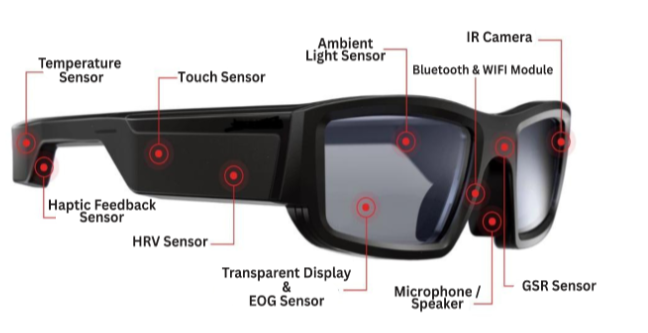 IR Camera
Ambient
Light Sensor
Temperature
Sensor
Touch Sensor
Bluetooth & WIFI Module
Haptic Feedback
Sensor
HRV Sensor
Transparent Display
&
EOG Sensor
Microphone /
Speaker
GSR Sensor